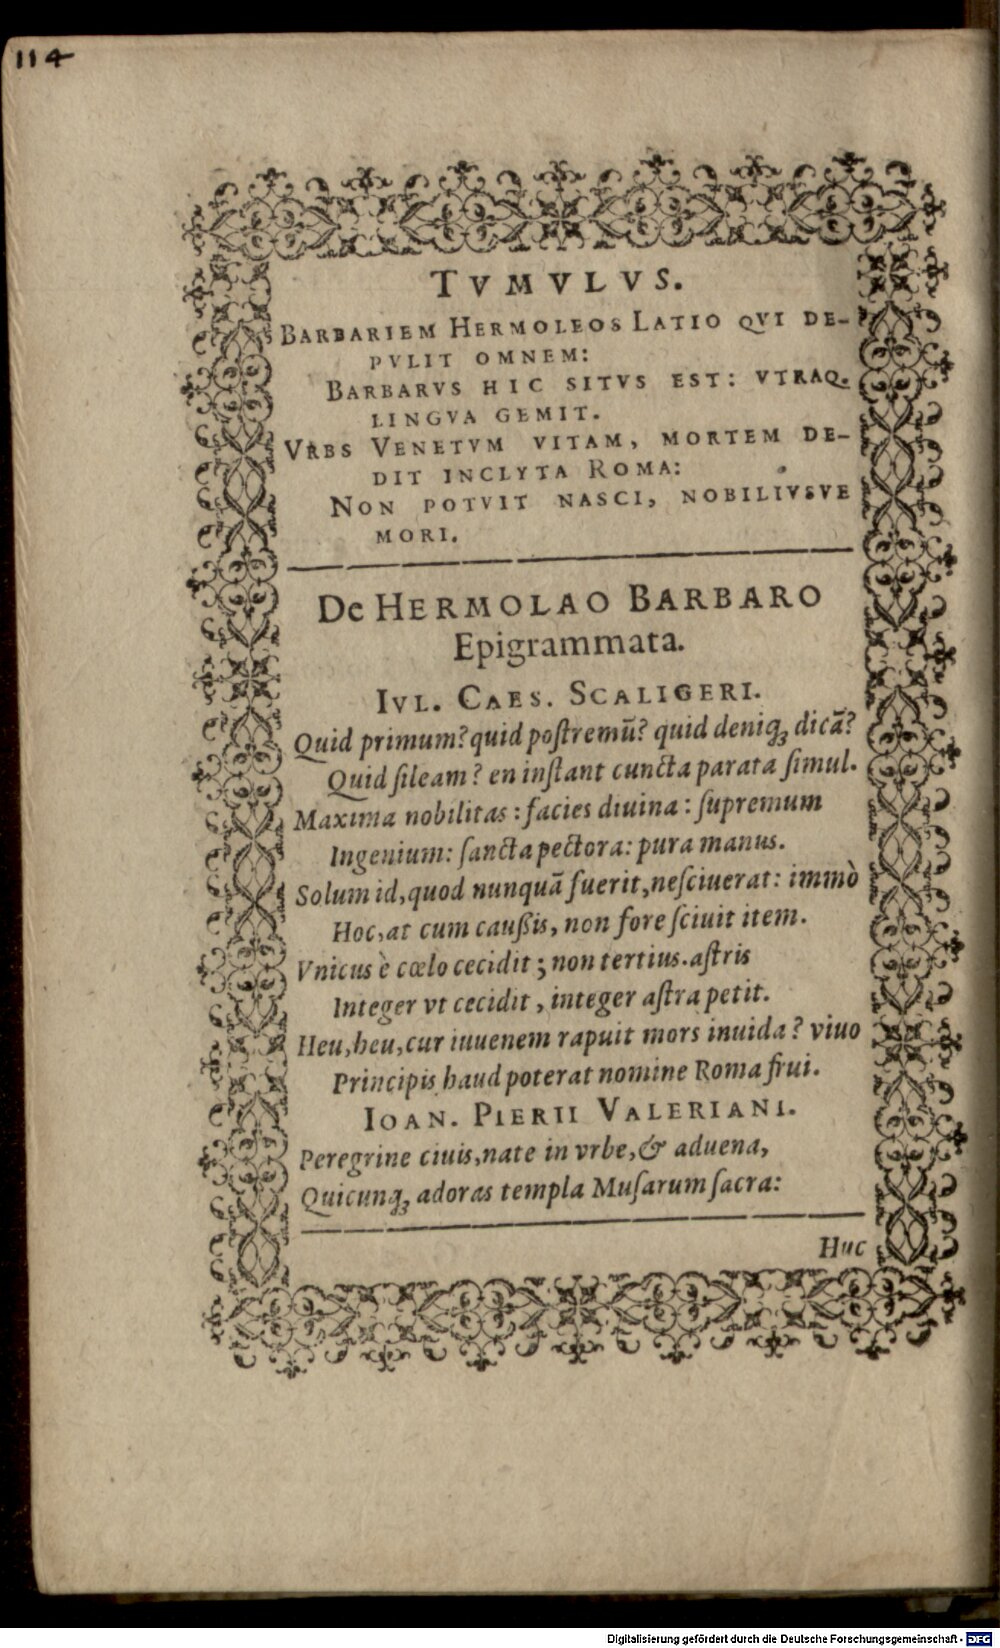 114
TVMVLVS.
BARBARIEM HERMOLEOS LATIO QVI DE-
PVLIT OMNEM:
BARBARVS HIC SITVS EST: VTRAQ.
LINGVA GEMIT.
VRBS VENETVM VITAM, MORTEM DE-
DIT INCLYTA ROMA:
NON POTVIT NASCI, NOBILIVSVE
MORI.
De HERMOLAO BARBARO
Epigrammata.
IVL. CAES. SCALIGERI.
Quid primum? quid poſtremū? quid deniqꝫ dicā?
Quid ſileam? en inſtant cuncta parata ſimul.
Maxima nobilitas: facies diuina: ſupremum
Ingenium: ſancta pectora: pura manus.
Solum id, quod nunquā fuerit, neſciuerat: immò
Hoc, at cum cauſsis, non fore ſciuit item.
Vnicus è cœlo cecidit; non tertius. aſtris
Integer vt cecidit, integer aſtra petit.
Heu, heu, cur iuuenem rapuit mors inuida? viuo
Principis haud poterat nomine Roma frui.
IOAN. PIERII VALERIANI.
Peregrine ciuis, nate in vrbe, & aduena,
Quicunqꝫ adoras templa Muſarum ſacra:
Huc
Digitalisierung gefördert durch die Deutsche Forschungsgemeinschaft - DFG